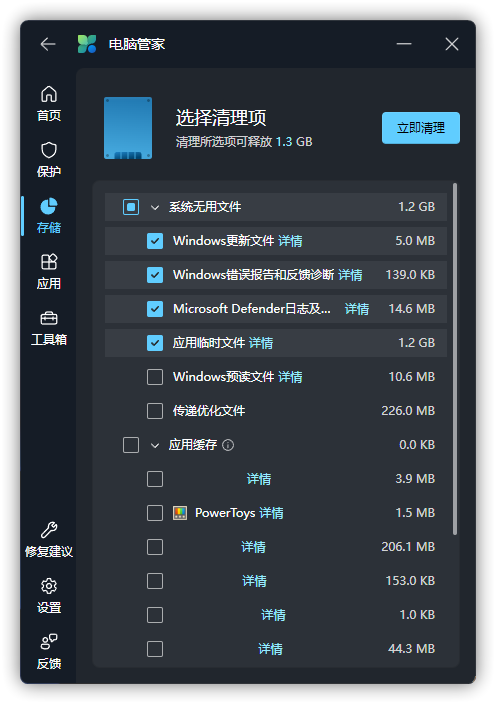 电脑管家
首页
保护
存储
应用
工具箱
修复建议
设置
反馈
选择清理项
清理所选项可释放 1.3 GB
立即清理
系统无用文件 1.2 GB
Windows更新文件 详情 5.0 MB
Windows错误报告和反馈诊断 详情 139.0 KB
Microsoft Defender日志及... 详情 14.6 MB
应用临时文件 详情 1.2 GB
Windows预读文件 详情 10.6 MB
传递优化文件 226.0 MB
应用缓存 0.0 KB
详情 3.9 MB
PowerToys 详情 1.5 MB
详情 206.1 MB
详情 153.0 KB
详情 1.0 KB
详情 44.3 MB